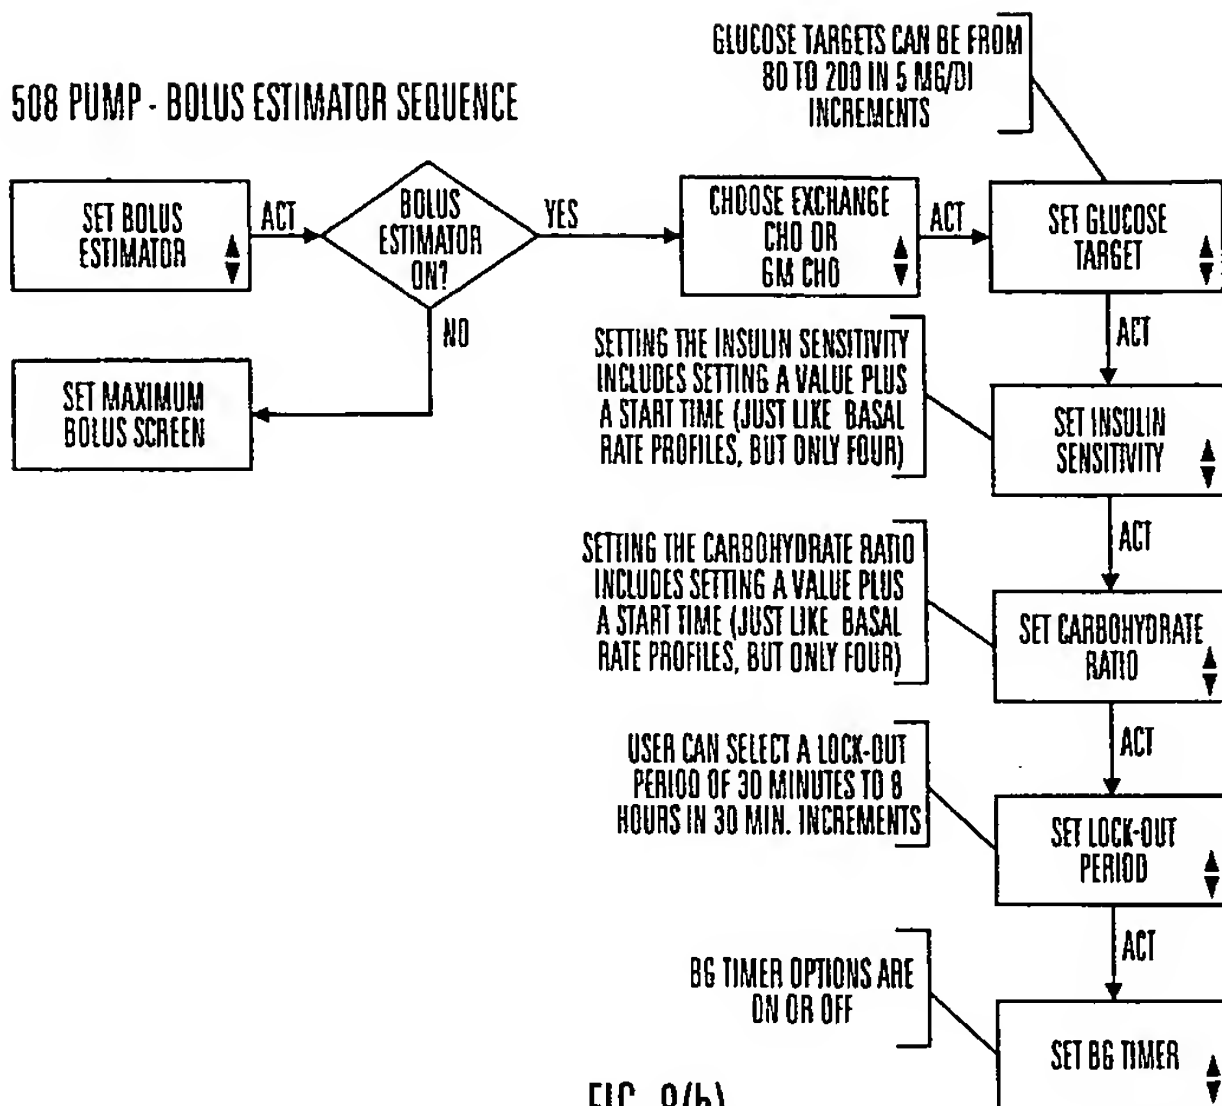 508 PUMP - BOLUS ESTIMATOR SEQUENCE
GLUCOSE TARGETS CAN BE FROM
80 TO 200 IN 5 MG/Dl
INCREMENTS
SET BOLUS
ESTIMATOR
ACT
BOLUS
ESTIMATOR
ON?
YES
CHOOSE EXCHANGE
CHO OR
GM CHO
ACT
SET GLUCOSE
TARGET
NO
SET MAXIMUM
BOLUS SCREEN
ACT
SETTING THE INSULIN SENSITIVITY
INCLUDES SETTING A VALUE PLUS
A START TIME (JUST LIKE BASAL
RATE PROFILES, BUT ONLY FOUR)
SET INSULIN
SENSITIVITY
ACT
SETTING THE CARBOHYDRATE RATIO
INCLUDES SETTING A VALUE PLUS
A START TIME (JUST LIKE BASAL
RATE PROFILES, BUT ONLY FOUR)
SET CARBOHYDRATE
RATIO
ACT
USER CAN SELECT A LOCK-OUT
PERIOD OF 30 MINUTES TO 8
HOURS IN 30 MIN. INCREMENTS
SET LOCK-OUT
PERIOD
ACT
BG TIMER OPTIONS ARE
ON OR OFF
SET BG TIMER
FIG. 9(b)